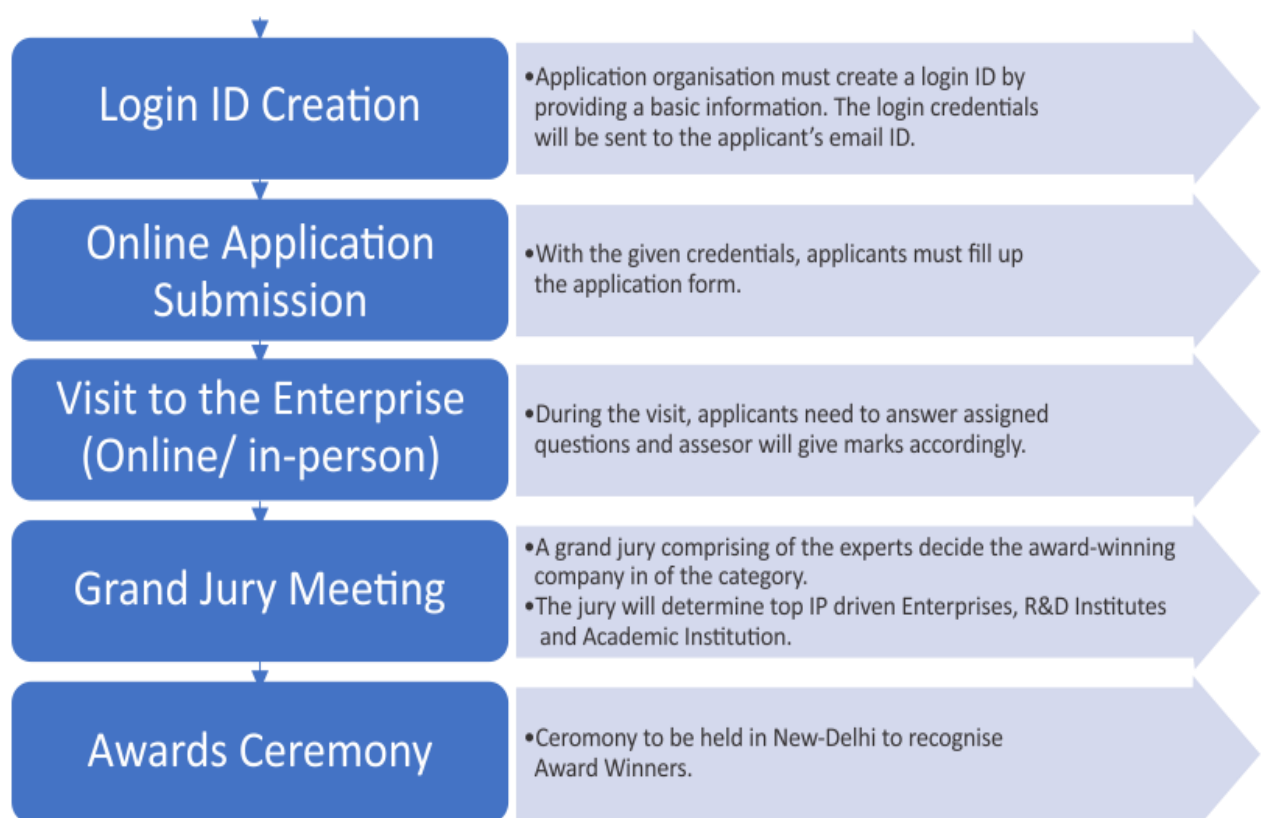 Login ID Creation
•Application organisation must create a login ID by
providing a basic information. The login credentials
will be sent to the applicant's email ID.
Online Application
Submission
•With the given credentials, applicants must fill up
the application form.
Visit to the Enterprise
(Online/ in-person)
•During the visit, applicants need to answer assigned
questions and assesor will give marks accordingly.
Grand Jury Meeting
•A grand jury comprising of the experts decide the award-winning
company in of the category.
•The jury will determine top IP driven Enterprises, R&D Institutes
and Academic Institution.
Awards Ceremony
•Ceromony to be held in New-Delhi to recognise
Award Winners.